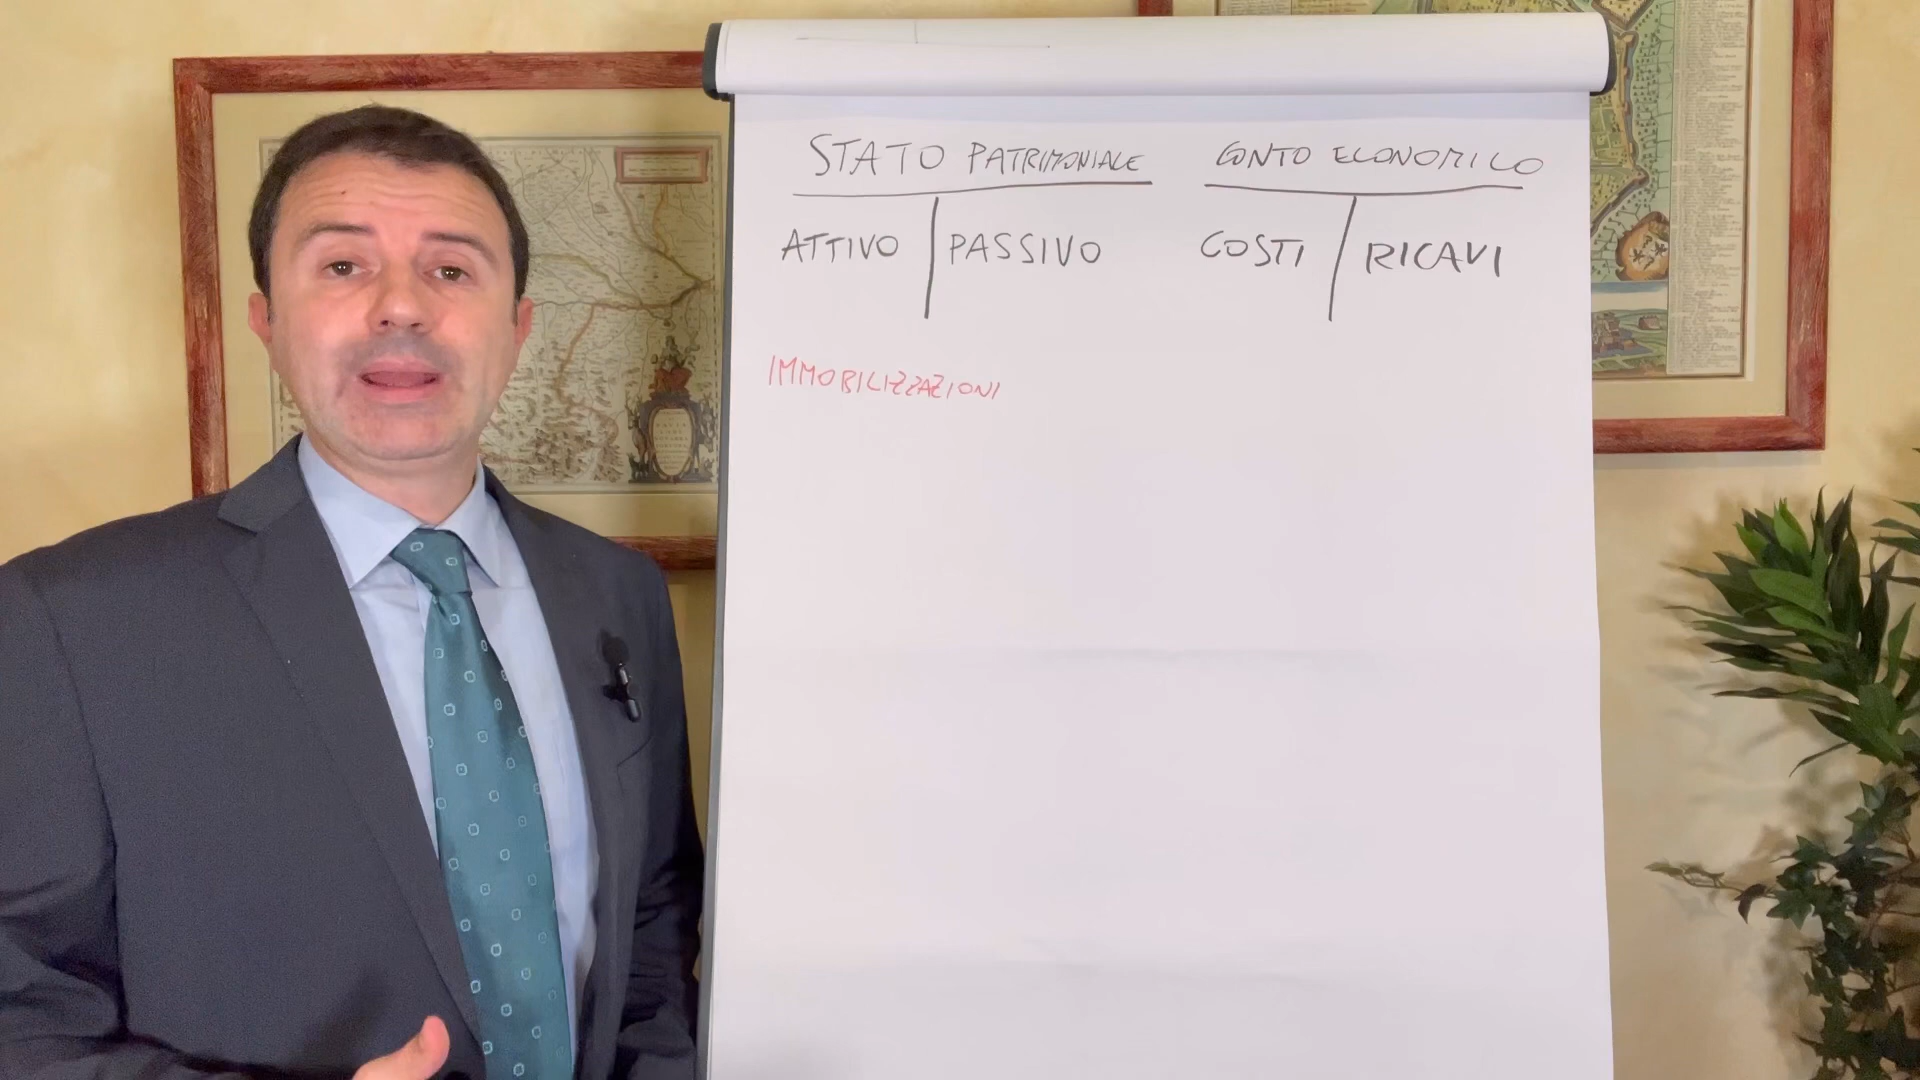 STATO PATRIMONIALE
CONTO ECONOMICO
ATTIVO PASSIVO
COSTI RICAVI
IMMOBILIZZAZIONI